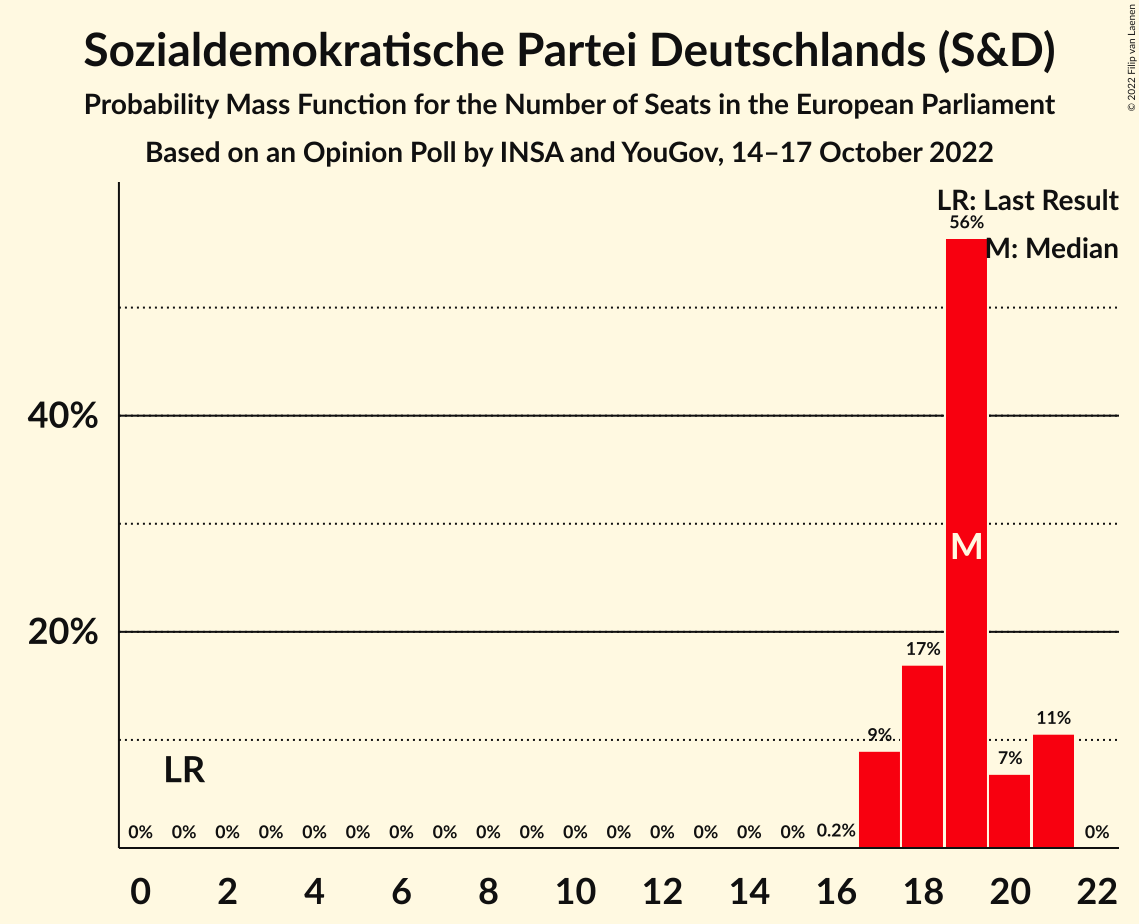 Sozialdemokratische Partei Deutschlands (S&D)
Probability Mass Function for the Number of Seats in the European Parliament
Based on an Opinion Poll by INSA and YouGov, 14–17 October 2022
© 2022 Filip van Laenen
LR: Last Result
56%
M: Median
40%
M
20%
17%
11%
9%
7%
LR
0% 0% 0% 0% 0% 0% 0% 0% 0% 0% 0% 0% 0% 0% 0% 0% 0.2% 0%
0 2 4 6 8 10 12 14 16 18 20 22